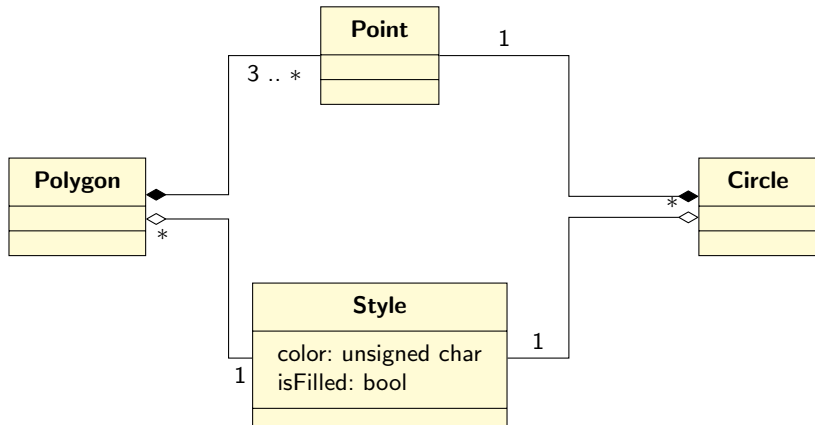 Point
1
3 .. *
Polygon
Circle
*
*
Style
color: unsigned char
isFilled: bool
1
1